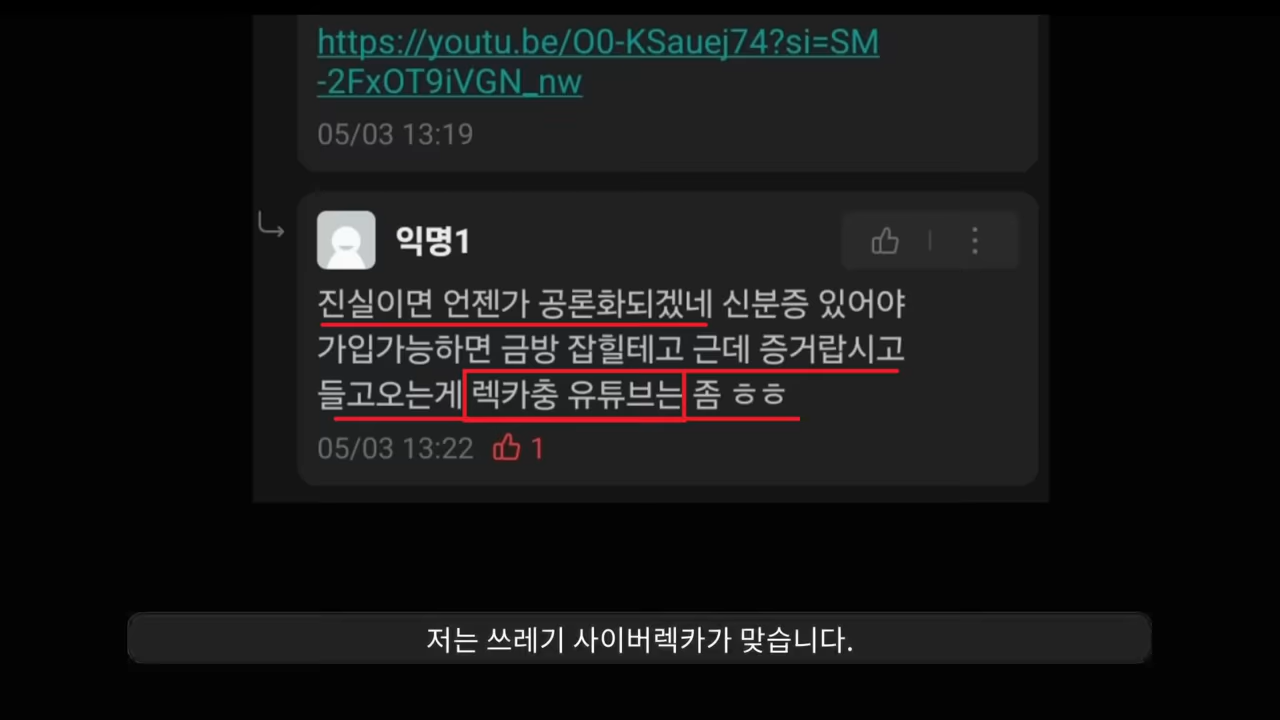 https://youtu.be/O0-KSauej74?si=SM
-2FxOT9iVGN_nw
05/03 13:19
익명1
진실이면 언젠가 공론화되겠네 신분증 있어야
가입가능하면 금방 잡힐테고 근데 증거랍시고
들고오는게 렉카충 유튜브는 좀 ㅎㅎ
05/03 13:22 1
저는 쓰레기 사이버렉카가 맞습니다.